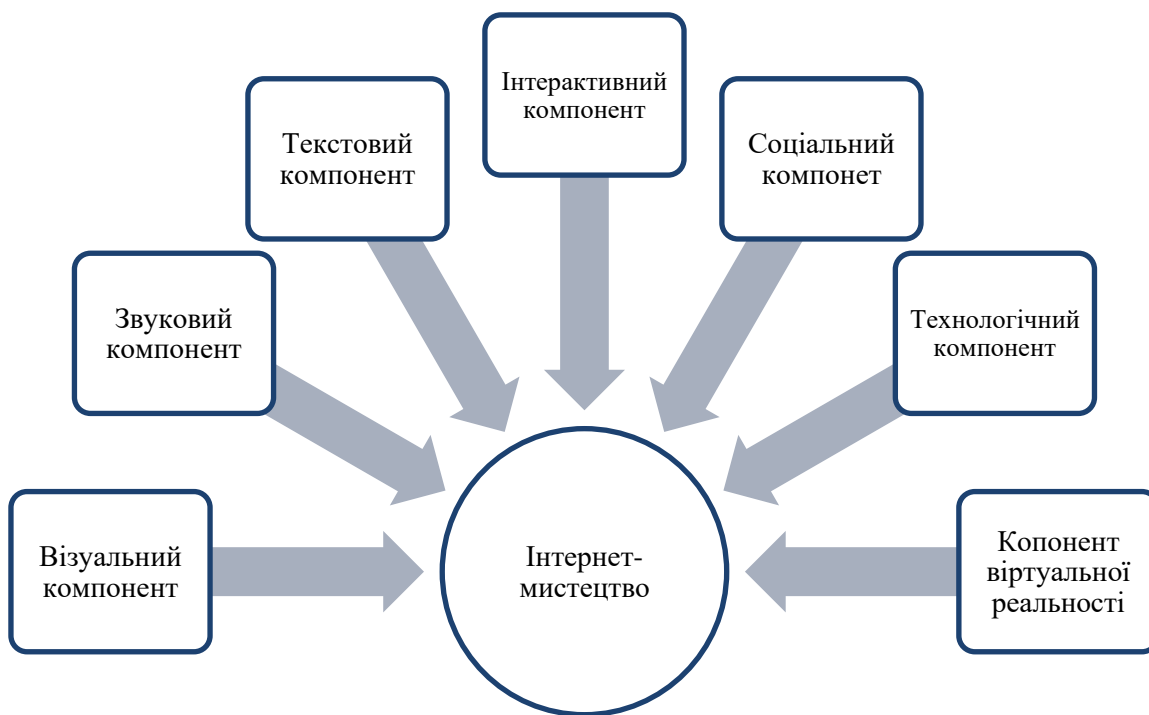 Інтерактивний
компонент
Текстовий
компонент
Соціальний
компонет
Звуковий
компонент
Технологічний
компонент
Візуальний
компонент
Інтернет-
мистецтво
Копонент
віртуальної
реальності